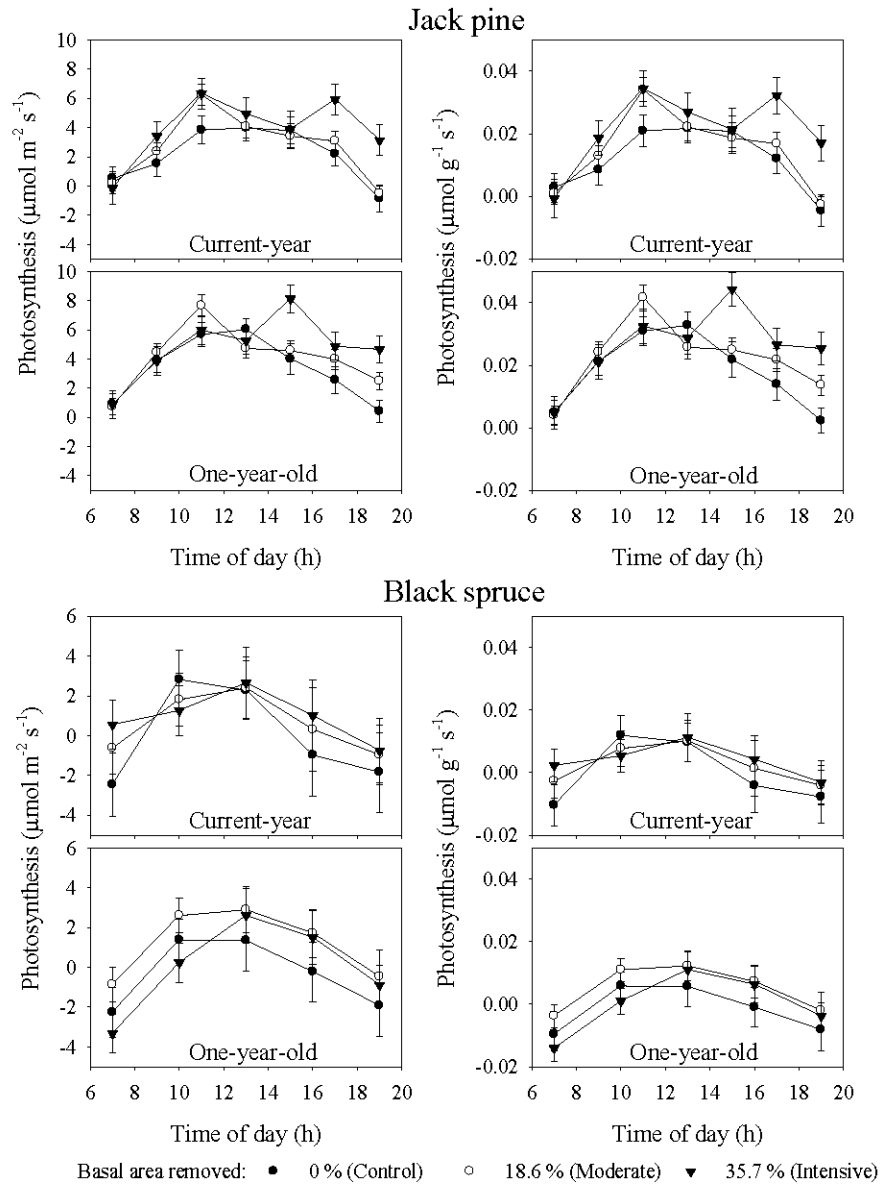 Jack pine
Photosynthesis (μmol m⁻² s⁻¹)
10
8
6
4
2
0
-2
-4
Current-year
10
8
6
4
2
0
-2
-4
One-year-old
6 8 10 12 14 16 18 20
Time of day (h)
Photosynthesis (μmol g⁻¹ s⁻¹)
0.04
0.02
0.00
-0.02
Current-year
0.04
0.02
0.00
-0.02
One-year-old
6 8 10 12 14 16 18 20
Time of day (h)
Black spruce
Photosynthesis (μmol m⁻² s⁻¹)
6
4
2
0
-2
-4
Current-year
6
4
2
0
-2
-4
One-year-old
6 8 10 12 14 16 18 20
Time of day (h)
Photosynthesis (μmol g⁻¹ s⁻¹)
0.04
0.02
0.00
-0.02
Current-year
0.04
0.02
0.00
-0.02
One-year-old
6 8 10 12 14 16 18 20
Time of day (h)
Basal area removed: 0 % (Control) 18.6 % (Moderate) 35.7 % (Intensive)